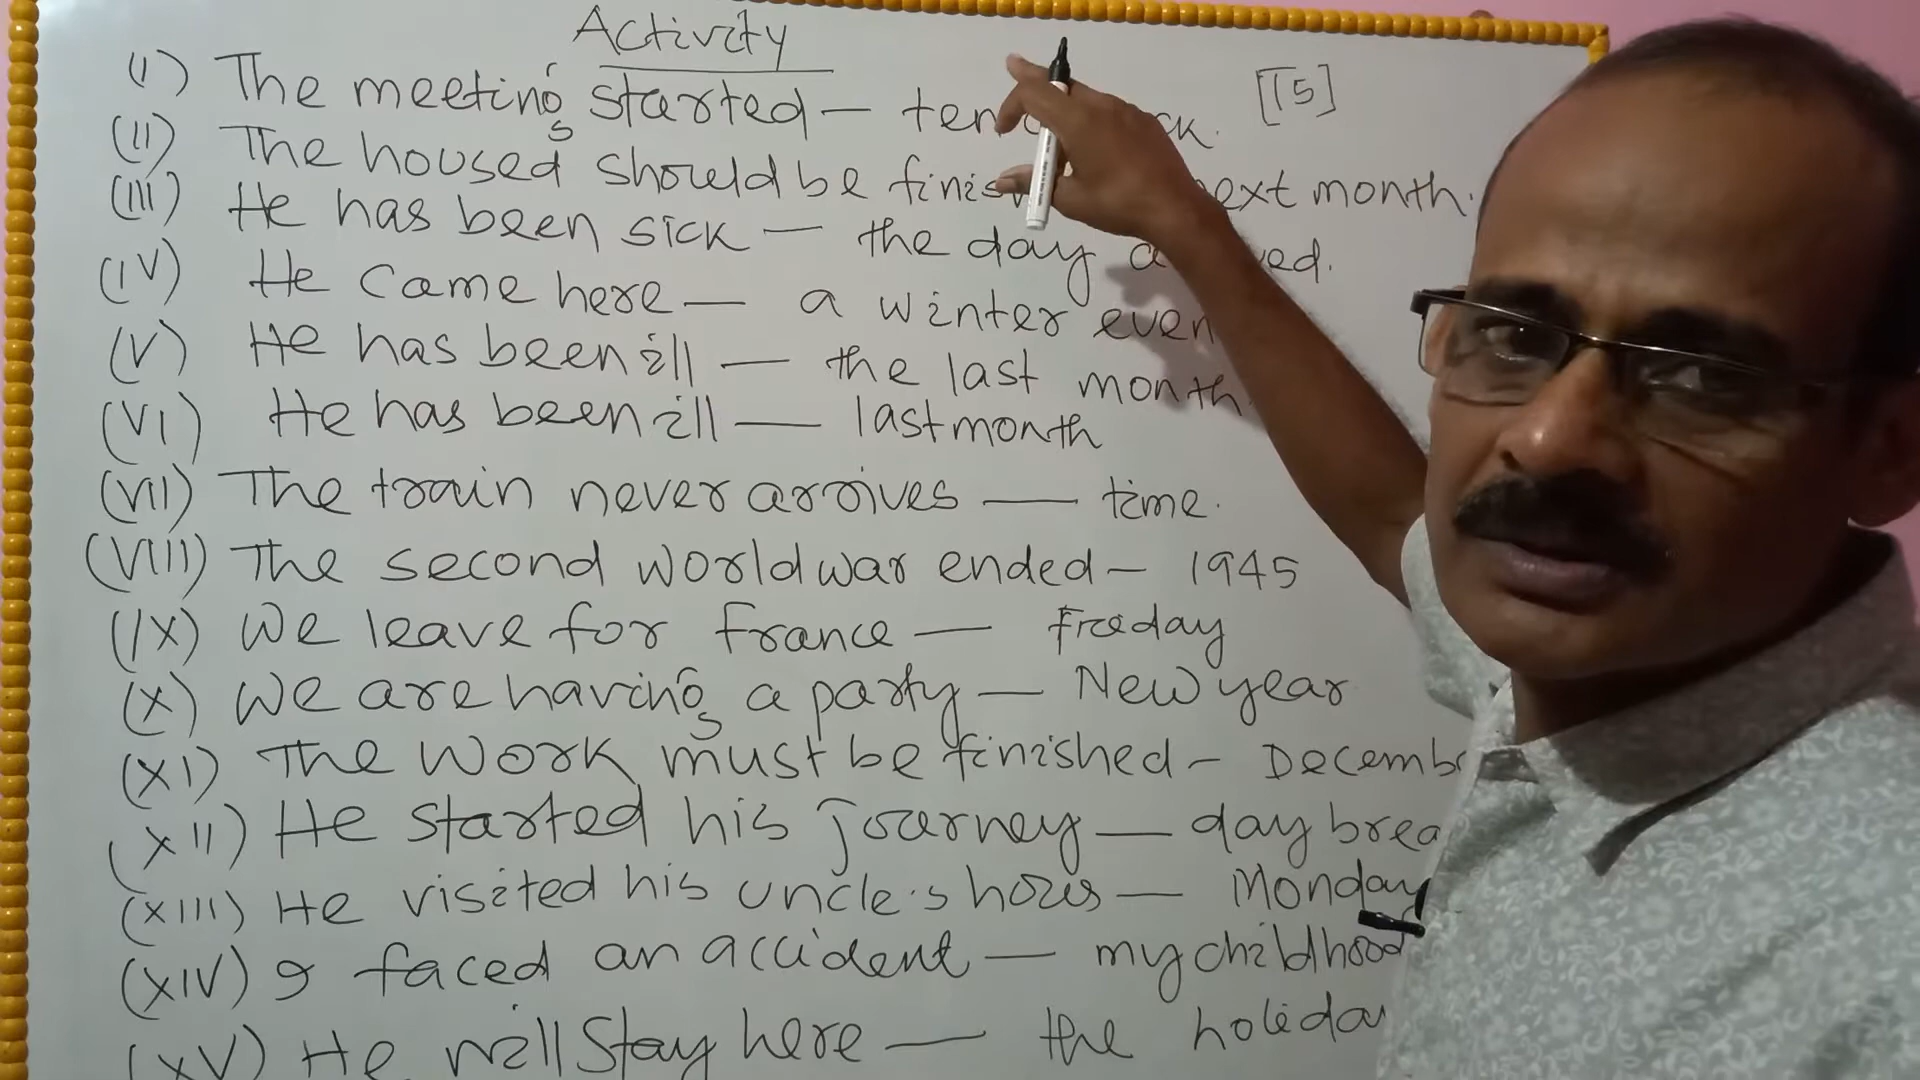 Activity
(I) The meeting started — ten ck. [15]
(II) The housed should be finis ext month.
(III) He has been sick — the day a ed.
(IV) He came here — a winter even
(V) He has been ill — the last month
(VI) He has been ill — last month
(VII) The train never arrives — time.
(VIII) The second world war ended — 1945
(IX) We leave for France — Friday
(X) We are having a party — New year
(XI) The work must be finished — Decemb
(XII) He started his journey — day brea
(XIII) He visited his uncle's — Monday
(XIV) I faced an accident — my childhood
(XV) He will stay here — the holida